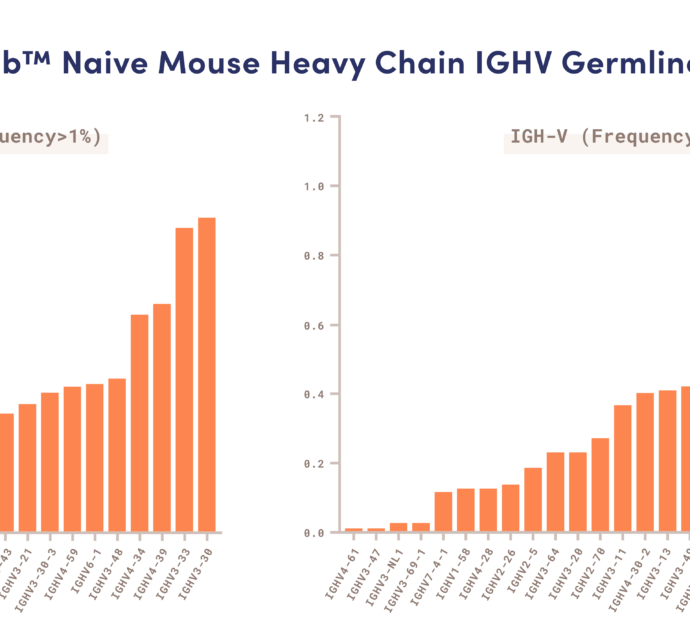 b™ Naive Mouse Heavy Chain IGHV Germlin
uency>1%)
IGH-V (Frequency
1.2
1.0
0.8
0.6
0.4
0.2
0.0
-43
IGHV3-21
IGHV3-30-3
IGHV4-59
IGHV6-1
IGHV3-48
IGHV4-34
IGHV4-39
IGHV3-33
IGHV3-30
IGHV4-61
IGHV3-47
IGHV3-NL1
IGHV3-69-1
IGHV7-4-1
IGHV1-58
IGHV4-28
IGHV2-26
IGHV2-5
IGHV3-64
IGHV3-20
IGHV2-70
IGHV3-11
IGHV4-30-2
IGHV3-13